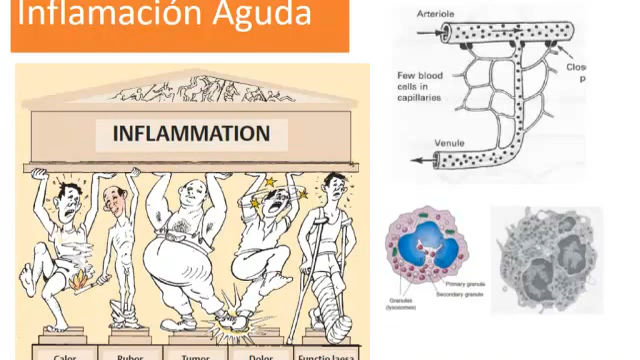 Inflamación Aguda
INFLAMMATION
Calor
Rubor
Tumor
Dolor
Functio laesa
Arteriole
Few blood
cells in
capillaries
Venule
Primary granule
Secondary granule
Granules
(lysosomes)